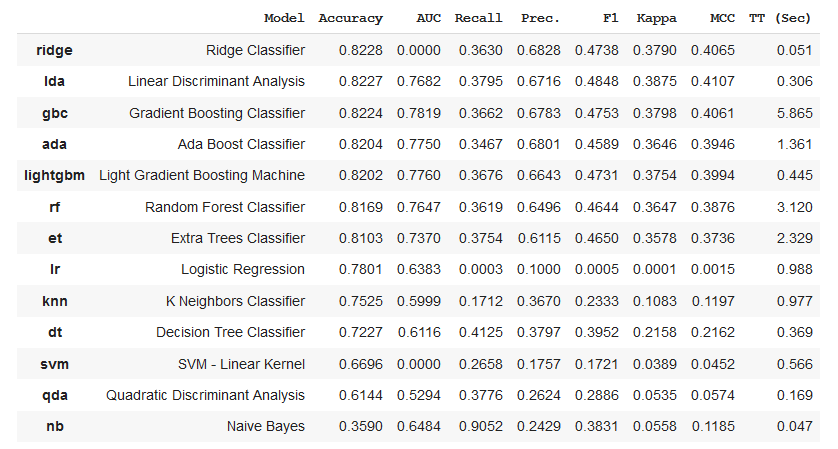 Model Accuracy AUC Recall Prec. F1 Kappa MCC TT (Sec)
ridge Ridge Classifier 0.8228 0.0000 0.3630 0.6828 0.4738 0.3790 0.4065 0.051
lda Linear Discriminant Analysis 0.8227 0.7682 0.3795 0.6716 0.4848 0.3875 0.4107 0.306
gbc Gradient Boosting Classifier 0.8224 0.7819 0.3662 0.6783 0.4753 0.3798 0.4061 5.865
ada Ada Boost Classifier 0.8204 0.7750 0.3467 0.6801 0.4589 0.3646 0.3946 1.361
lightgbm Light Gradient Boosting Machine 0.8202 0.7760 0.3676 0.6643 0.4731 0.3754 0.3994 0.445
rf Random Forest Classifier 0.8169 0.7647 0.3619 0.6496 0.4644 0.3647 0.3876 3.120
et Extra Trees Classifier 0.8103 0.7370 0.3754 0.6115 0.4650 0.3578 0.3736 2.329
lr Logistic Regression 0.7801 0.6383 0.0003 0.1000 0.0005 0.0001 0.0015 0.988
knn K Neighbors Classifier 0.7525 0.5999 0.1712 0.3670 0.2333 0.1083 0.1197 0.977
dt Decision Tree Classifier 0.7227 0.6116 0.4125 0.3797 0.3952 0.2158 0.2162 0.369
svm SVM - Linear Kernel 0.6696 0.0000 0.2658 0.1757 0.1721 0.0389 0.0452 0.566
qda Quadratic Discriminant Analysis 0.6144 0.5294 0.3776 0.2624 0.2886 0.0535 0.0574 0.169
nb Naive Bayes 0.3590 0.6484 0.9052 0.2429 0.3831 0.0558 0.1185 0.047